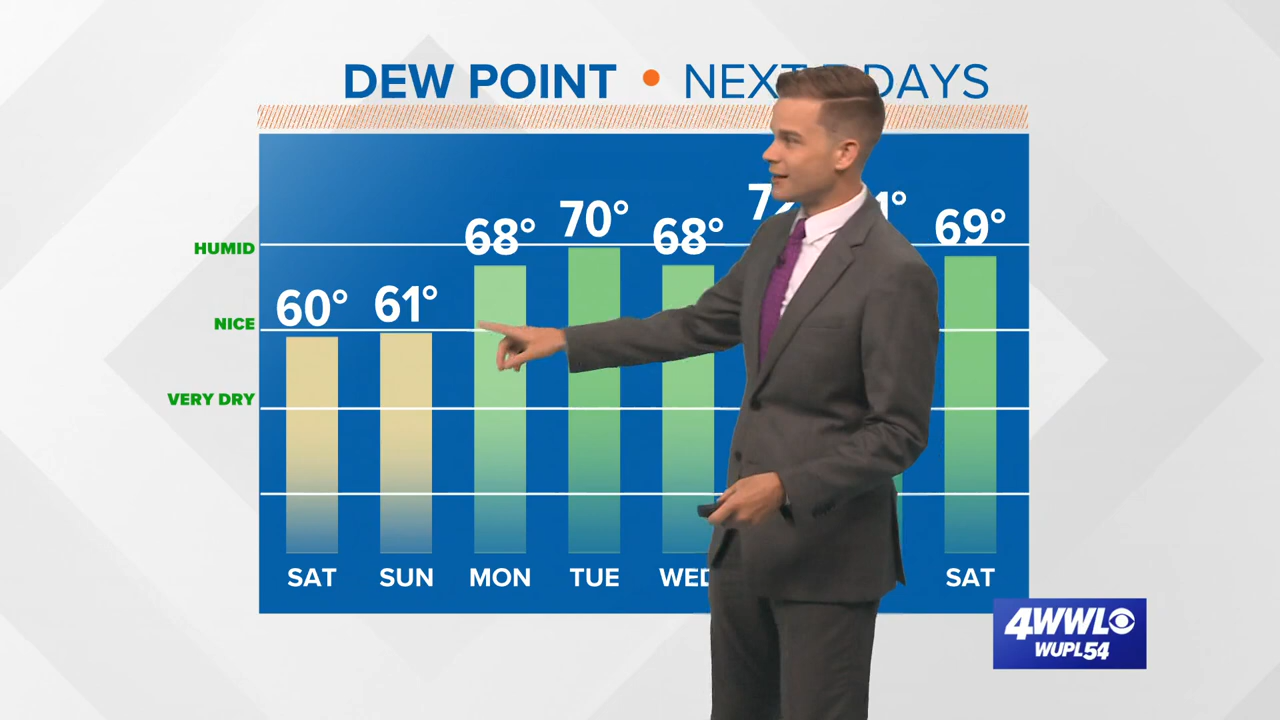 DEW POINT • NEXT DAYS
60° 61° 68° 70° 68° 69°
HUMID
NICE
VERY DRY
SAT SUN MON TUE WED SAT
4WWL
WUPL54